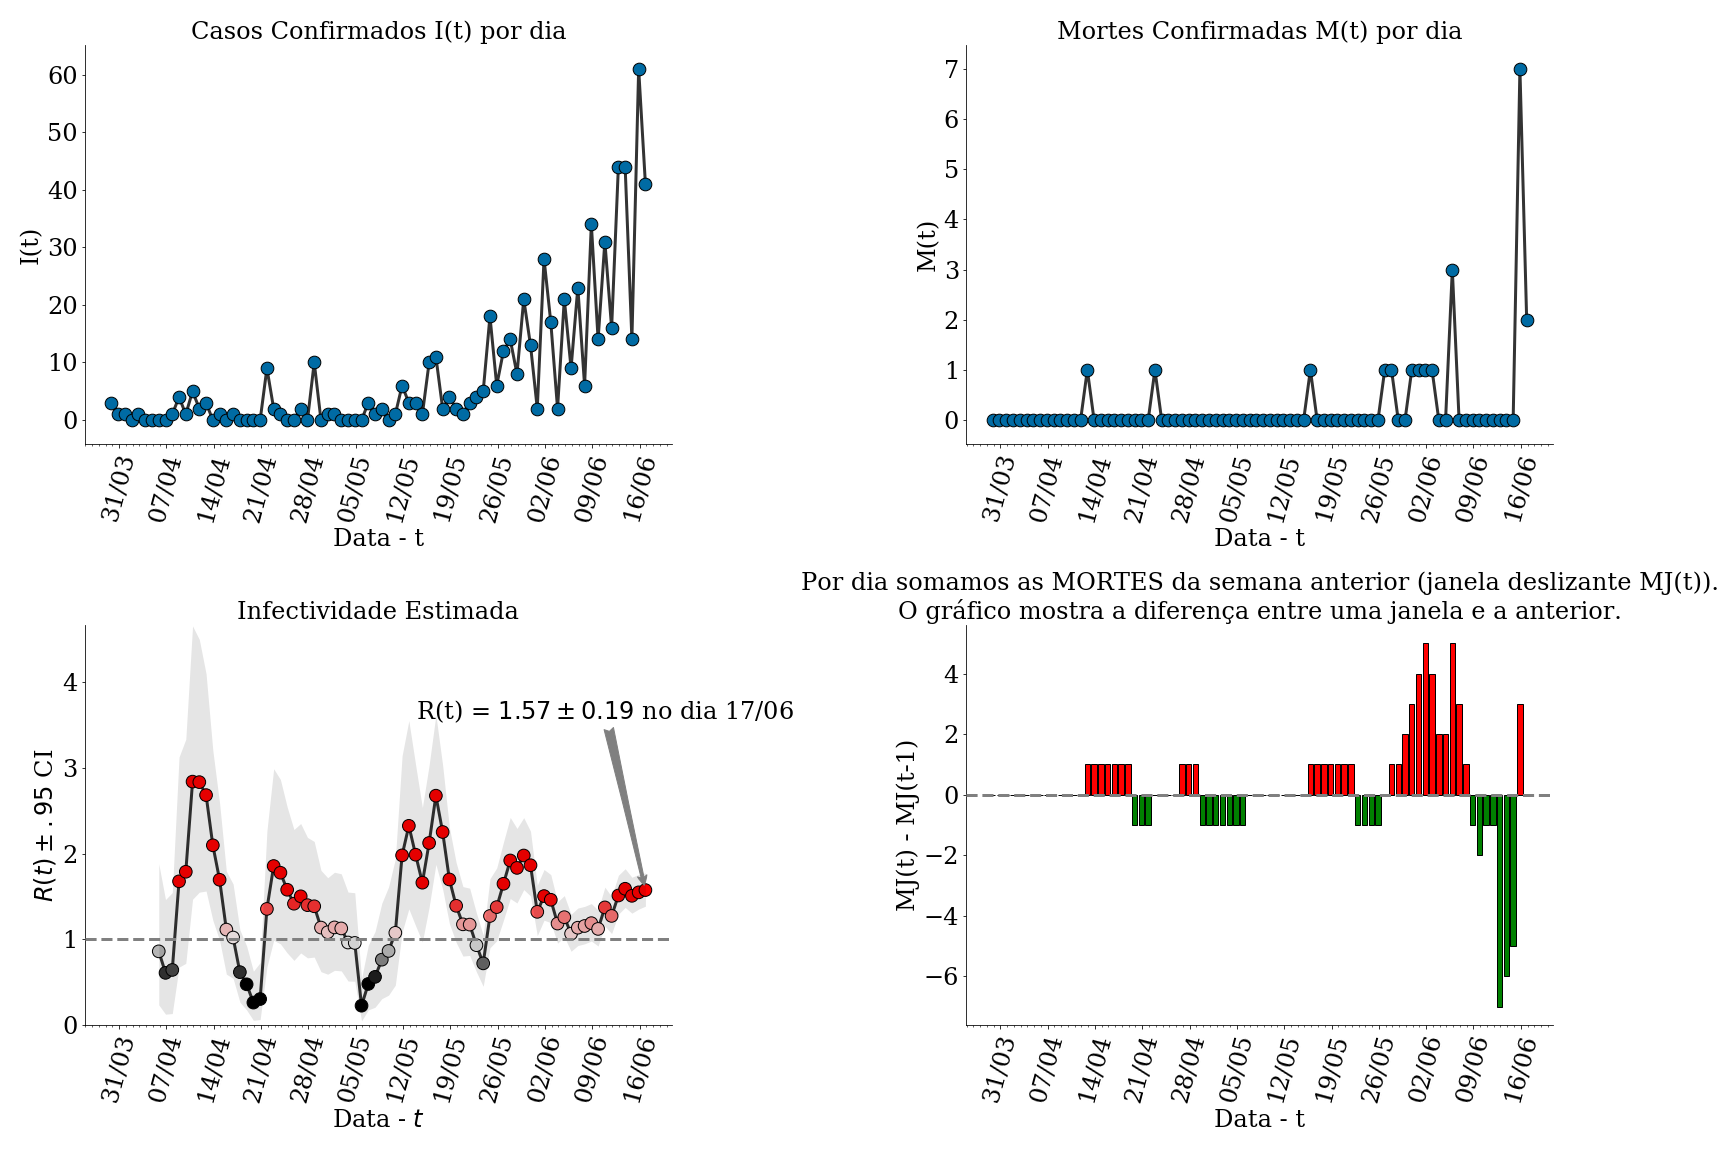 Casos Confirmados I(t) por dia
I(t)
60
50
40
30
20
10
0
31/03 07/04 14/04 21/04 28/04 05/05 12/05 19/05 26/05 02/06 09/06 16/06
Data - t
Mortes Confirmadas M(t) por dia
M(t)
7
6
5
4
3
2
1
0
31/03 07/04 14/04 21/04 28/04 05/05 12/05 19/05 26/05 02/06 09/06 16/06
Data - t
Infectividade Estimada
R(t) ± .95 CI
4
3
2
1
0
R(t) = 1.57 ± 0.19 no dia 17/06
31/03 07/04 14/04 21/04 28/04 05/05 12/05 19/05 26/05 02/06 09/06 16/06
Data - t
Por dia somamos as MORTES da semana anterior (janela deslizante MJ(t)).
O gráfico mostra a diferença entre uma janela e a anterior.
MJ(t) - MJ(t-1)
4
2
0
−2
−4
−6
31/03 07/04 14/04 21/04 28/04 05/05 12/05 19/05 26/05 02/06 09/06 16/06
Data - t